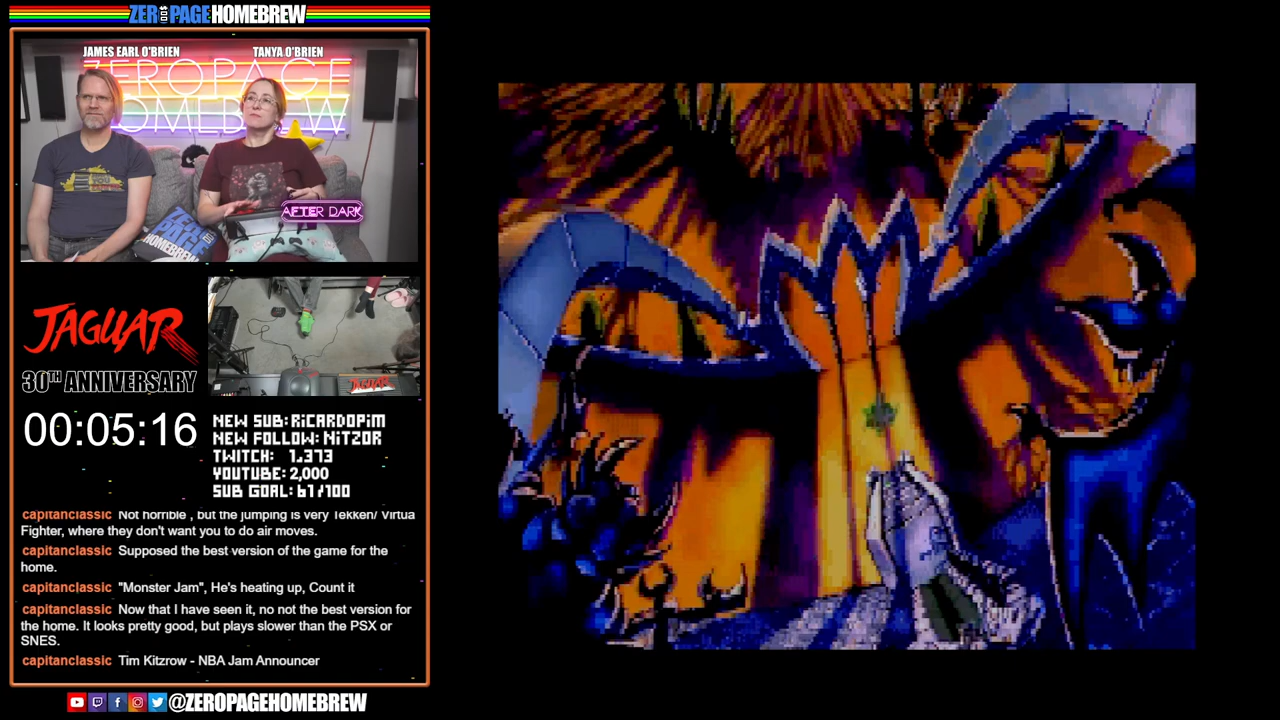 ZEROPAGE HOMEBREW
JAMES EARL O'BRIEN
TANYA O'BRIEN
ZEROPAGE
HOMEBREW
AFTER DARK
HOMEBREW
JAGUAR
30TH ANNIVERSARY
JAGUAR
00:05:16
NEW SUB: RiCARDOPiM
NEW FOLLOW: NiTZOR
TWITCH: 1,373
YOUTUBE: 2,000
SUB GOAL: 67/100
capitanclassic Not horrible , but the jumping is very Tekken/ Virtua
Fighter, where they don't want you to do air moves.
capitanclassic Supposed the best version of the game for the
home.
capitanclassic "Monster Jam", He's heating up, Count it
capitanclassic Now that I have seen it, no not the best version for
the home. It looks pretty good, but plays slower than the PSX or
SNES.
capitanclassic Tim Kitzrow - NBA Jam Announcer
@ZEROPAGEHOMEBREW